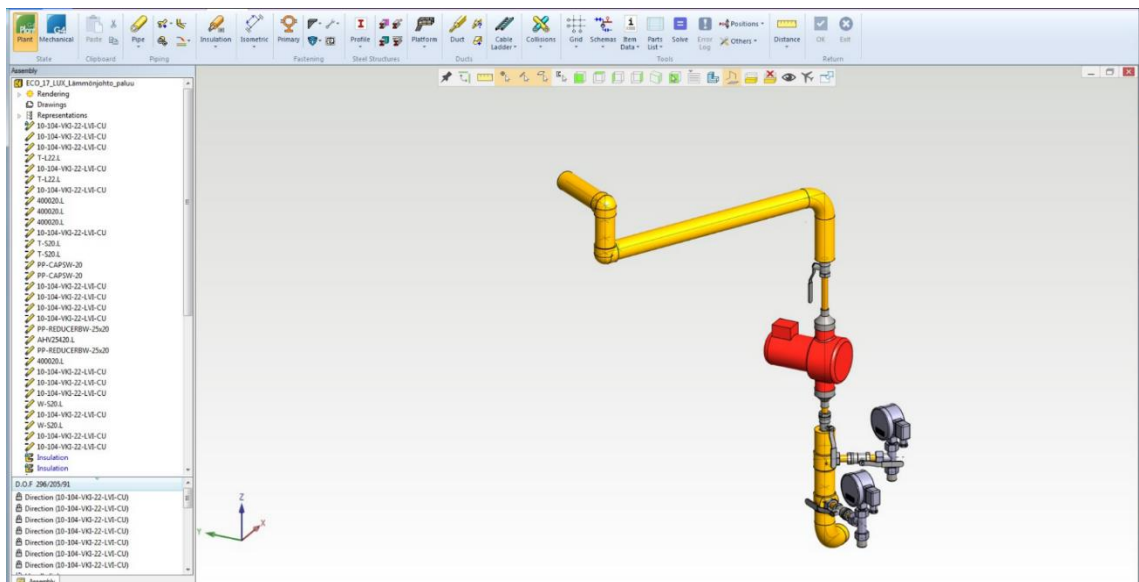 Plant
Mechanical
Paste
Pipe
Insulation
Isometric
Primary
Profile
Platform
Duct
Cable
Ladder
Collisions
Grid
Schemas
Item
Data
Parts
List
Solve
Error
Log
Positions
Others
Distance
OK
Exit
State
Clipboard
Piping
Fastening
Steel Structures
Ducts
Tools
Return
Assembly
ECO_17_LUX_Lämmönjohto_paluu
Rendering
Drawings
Representations
10-104-VKI-22-LVI-CU
10-104-VKI-22-LVI-CU
10-104-VKI-22-LVI-CU
T-L22.L
10-104-VKI-22-LVI-CU
T-L22.L
10-104-VKI-22-LVI-CU
400020.L
400020.L
400020.L
10-104-VKI-22-LVI-CU
T-S20.L
T-S20.L
PP-CAPSW-20
PP-CAPSW-20
10-104-VKI-22-LVI-CU
10-104-VKI-22-LVI-CU
10-104-VKI-22-LVI-CU
10-104-VKI-22-LVI-CU
PP-REDUCERBW-25x20
AHV25420.L
PP-REDUCERBW-25x20
400020.L
10-104-VKI-22-LVI-CU
10-104-VKI-22-LVI-CU
10-104-VKI-22-LVI-CU
W-S20.L
10-104-VKI-22-LVI-CU
W-S20.L
10-104-VKI-22-LVI-CU
10-104-VKI-22-LVI-CU
Insulation
Insulation
D.O.F 296/205/91
Direction (10-104-VKI-22-LVI-CU)
Direction (10-104-VKI-22-LVI-CU)
Direction (10-104-VKI-22-LVI-CU)
Direction (10-104-VKI-22-LVI-CU)
Direction (10-104-VKI-22-LVI-CU)
Direction (10-104-VKI-22-LVI-CU)
Direction (10-104-VKI-22-LVI-CU)
Assembly
Z
Y
X